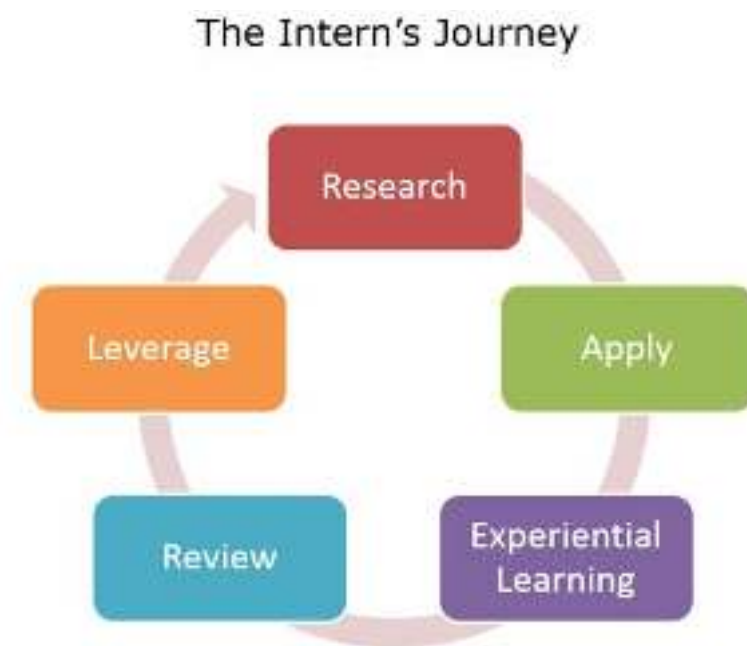 The Intern’s Journey
Research
Apply
Experiential
Learning
Review
Leverage